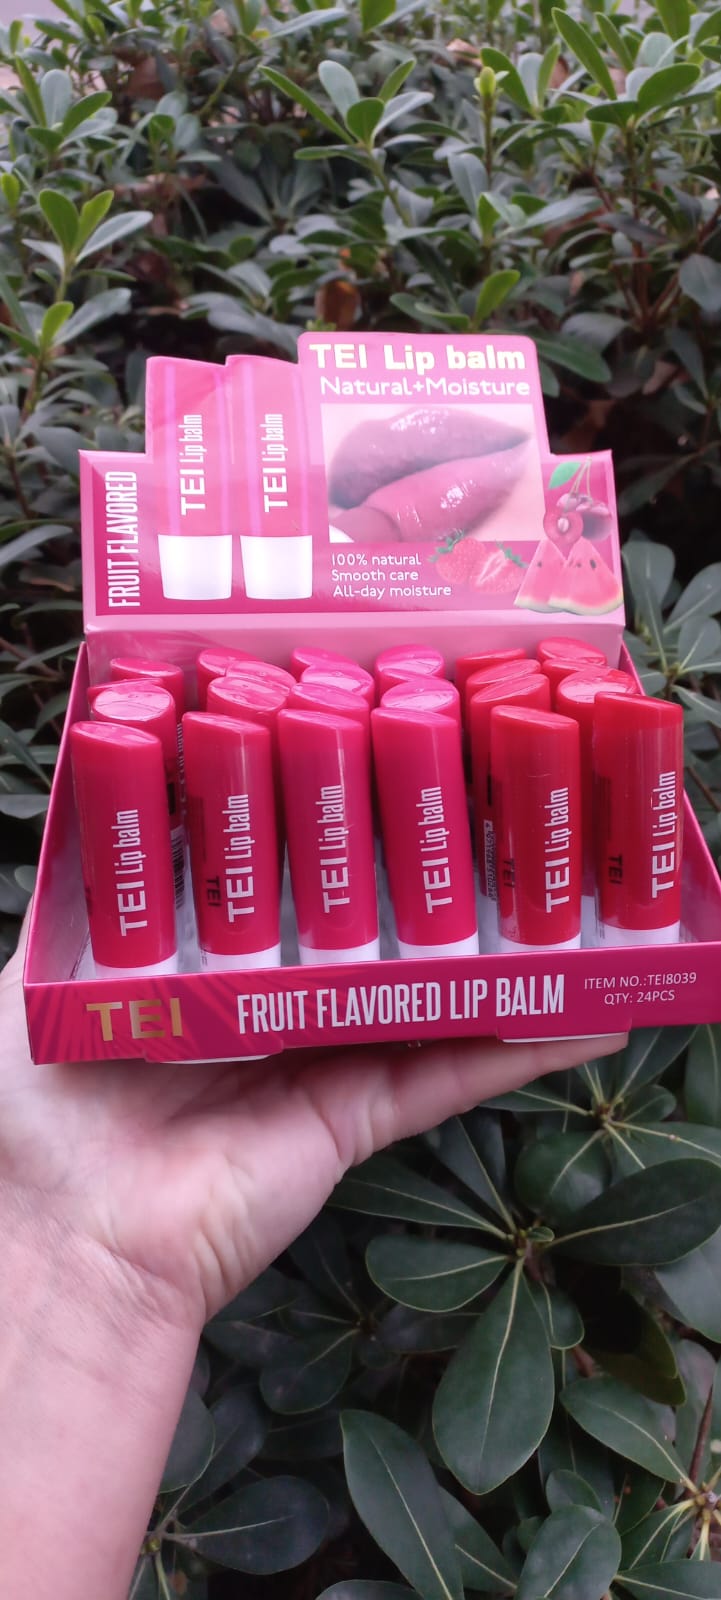 TEI Lip balm
Natural+Moisture
FRUIT FLAVORED
TEI Lip balm
TEI Lip balm
100% natural
Smooth care
All-day moisture
TEI Lip balm
TEI Lip balm
TEI Lip balm
TEI Lip balm
TEI Lip balm
TEI Lip balm
TEI
TEI
TEI
TEI
FRUIT FLAVORED LIP BALM
ITEM NO.:TEI8039
QTY: 24PCS